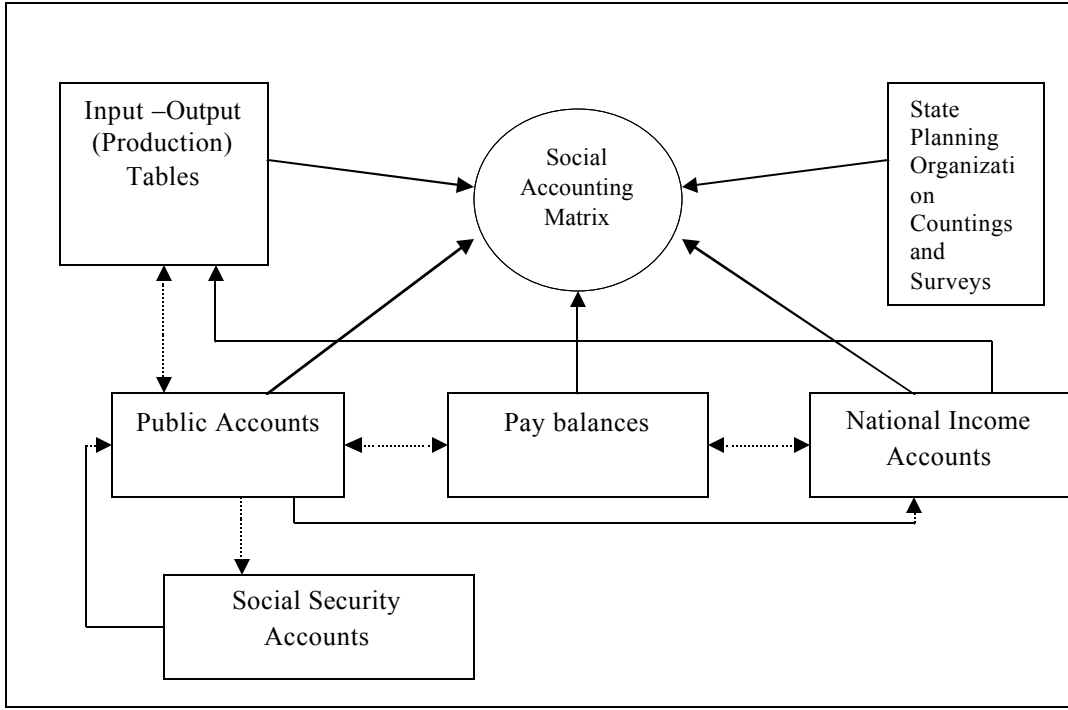 Input –Output
(Production)
Tables
Social
Accounting
Matrix
State
Planning
Organizati
on
Countings
and
Surveys
Public Accounts
Pay balances
National Income
Accounts
Social Security
Accounts